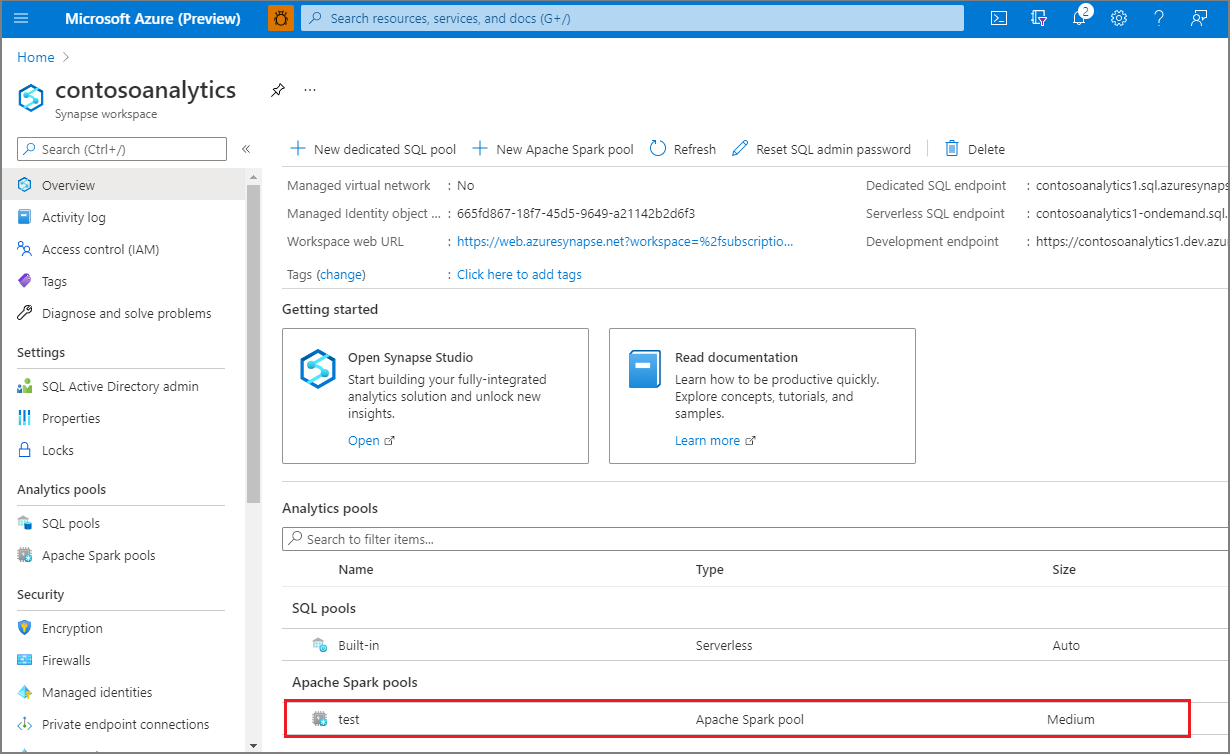 Microsoft Azure (Preview)
Search resources, services, and docs (G+/)
2
Home
contosoanalytics
Synapse workspace
Search (Ctrl+/)
Overview
Activity log
Access control (IAM)
Tags
Diagnose and solve problems
Settings
SQL Active Directory admin
Properties
Locks
Analytics pools
SQL pools
Apache Spark pools
Security
Encryption
Firewalls
Managed identities
Private endpoint connections
New dedicated SQL pool
New Apache Spark pool
Refresh
Reset SQL admin password
Delete
Managed virtual network : No
Managed Identity object ... : 665fd867-18f7-45d5-9649-a21142b2d6f3
Workspace web URL : https://web.azuresynapse.net?workspace=%2fsubscriptio...
Tags (change) : Click here to add tags
Dedicated SQL endpoint : contosoanalytics1.sql.azuresynaps
Serverless SQL endpoint : contosoanalytics1-ondemand.sql.
Development endpoint : https://contosoanalytics1.dev.azu
Getting started
Open Synapse Studio
Start building your fully-integrated
analytics solution and unlock new
insights.
Open
Read documentation
Learn how to be productive quickly.
Explore concepts, tutorials, and
samples.
Learn more
Analytics pools
Search to filter items...
Name Type Size
SQL pools
Built-in Serverless Auto
Apache Spark pools
test Apache Spark pool Medium